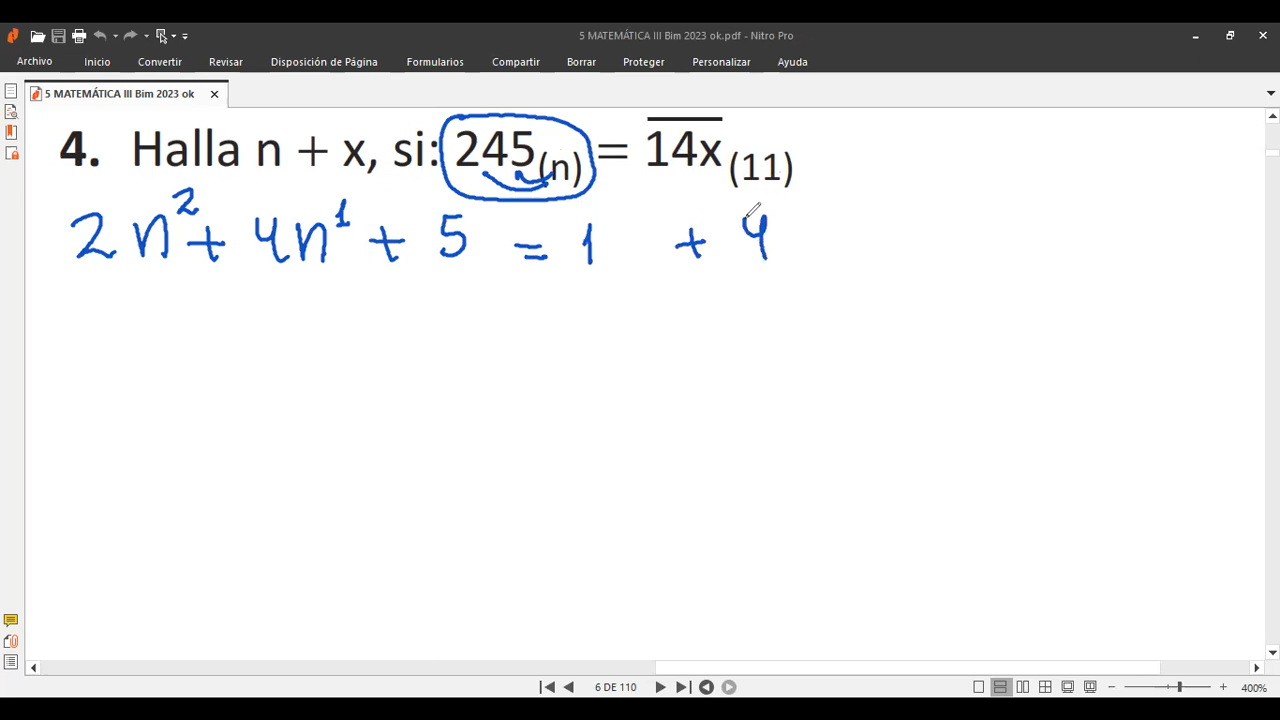 5 MATEMÁTICA III Bim 2023 ok.pdf - Nitro Pro
Archivo Inicio Convertir Revisar Disposición de Página Formularios Compartir Borrar Proteger Personalizar Ayuda
5 MATEMÁTICA III Bim 2023 ok
4. Halla n + x, si: 245(n) = 14x(11)
2n² + 4n¹ + 5 = 1 + 4
6 DE 110
400%